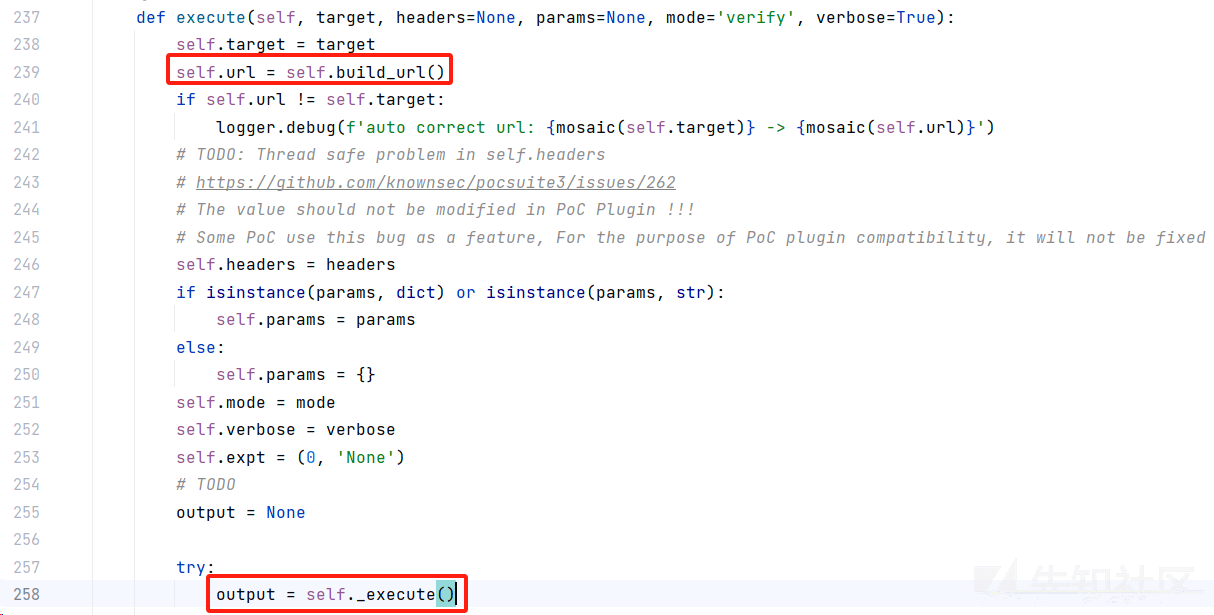 237 def execute(self, target, headers=None, params=None, mode='verify', verbose=True):
238 self.target = target
239 self.url = self.build_url()
240 if self.url != self.target:
241 logger.debug(f'auto correct url: {mosaic(self.target)} -> {mosaic(self.url)}')
242 # TODO: Thread safe problem in self.headers
243 # https://github.com/knownsec/pocsuite3/issues/262
244 # The value should not be modified in PoC Plugin !!!
245 # Some PoC use this bug as a feature, For the purpose of PoC plugin compatibility, it will not be fixed
246 self.headers = headers
247 if isinstance(params, dict) or isinstance(params, str):
248 self.params = params
249 else:
250 self.params = {}
251 self.mode = mode
252 self.verbose = verbose
253 self.expt = (0, 'None')
254 # TODO
255 output = None
256
257 try:
258 output = self._execute()
先知社区